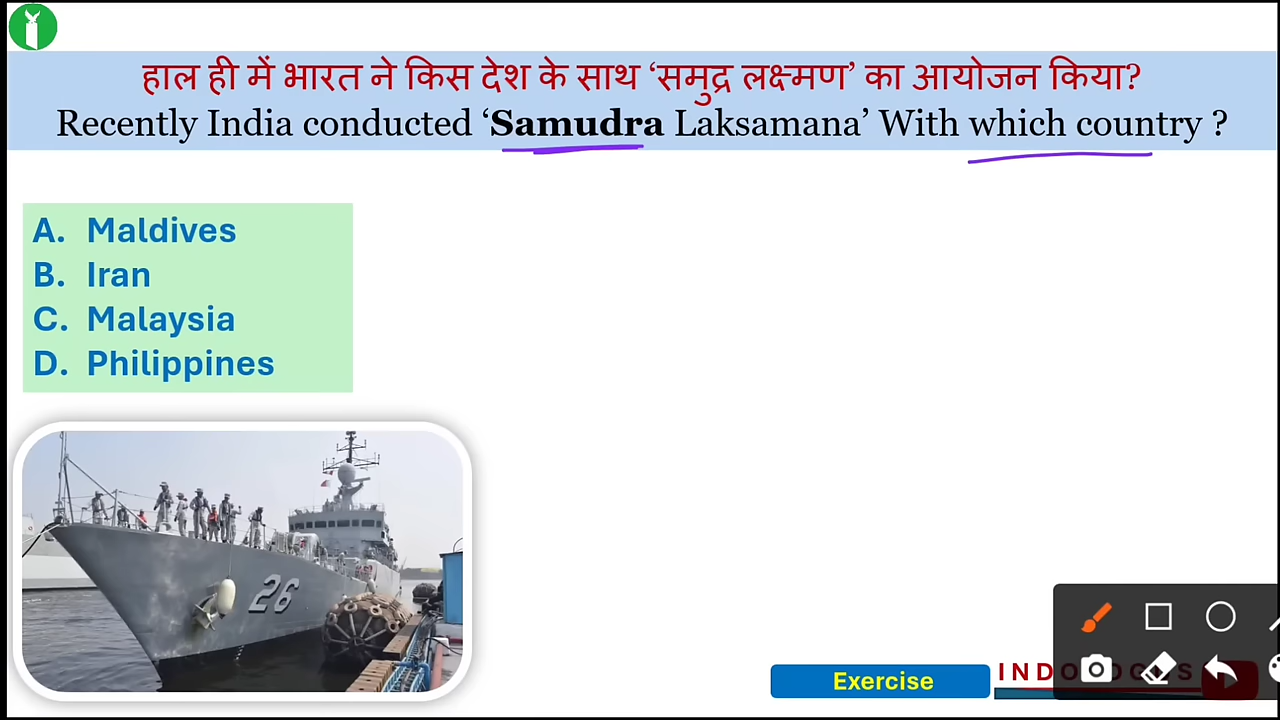 हाल ही में भारत ने किस देश के साथ ‘समुद्र लक्ष्मण’ का आयोजन किया?
Recently India conducted ‘Samudra Laksamana’ With which country ?
A. Maldives
B. Iran
C. Malaysia
D. Philippines
26
Exercise